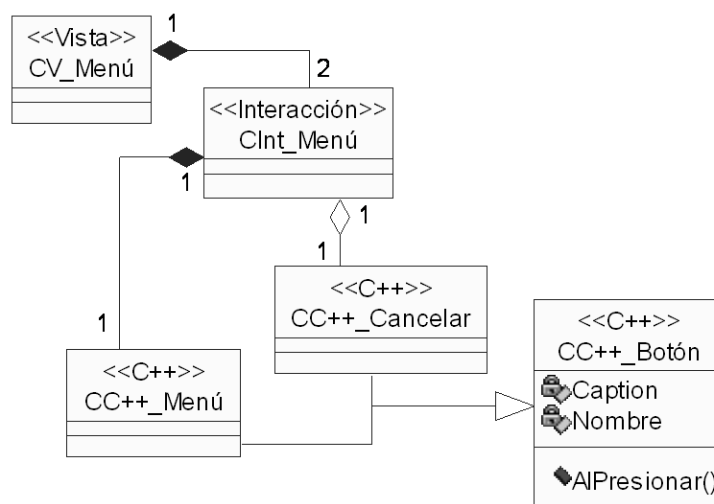 <<Vista>>
CV_Menú
1
2
<<Interacción>>
CInt_Menú
1
1
1
1
<<C++>>
CC++_Cancelar
<<C++>>
CC++_Menú
<<C++>>
CC++_Botón
Caption
Nombre
AlPresionar()